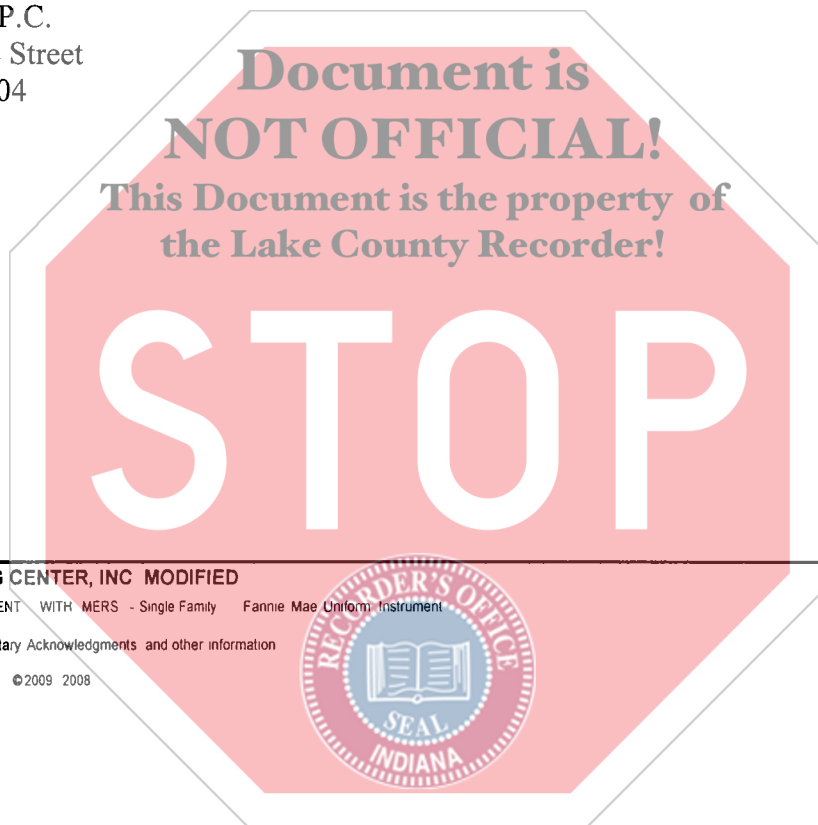 P.C.
Street
04
Document is
NOT OFFICIAL!
This Document is the property of
the Lake County Recorder!
STOP
CENTER, INC MODIFIED
ENT WITH MERS - Single Family Fannie Mae Uniform Instrument
tary Acknowledgments and other information
©2009 2008
RECORDER'S OFFICE
SEAL
INDIANA